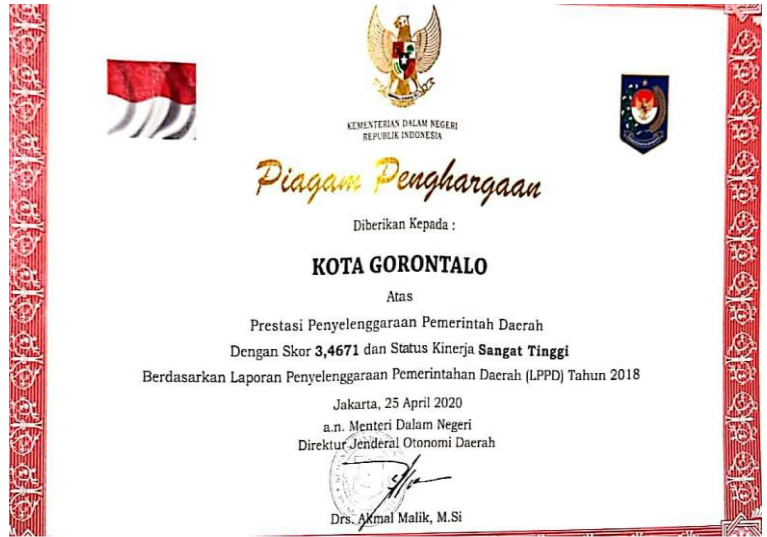 KEMENTERIAN DALAM NEGERI
REPUBLIK INDONESIA
Piagam Penghargaan
Diberikan Kepada :
KOTA GORONTALO
Atas
Prestasi Penyelenggaraan Pemerintah Daerah
Dengan Skor 3,4671 dan Status Kinerja Sangat Tinggi
Berdasarkan Laporan Penyelenggaraan Pemerintahan Daerah (LPPD) Tahun 2018
Jakarta, 25 April 2020
a.n. Menteri Dalam Negeri
Direktur Jenderal Otonomi Daerah
Drs. Akmal Malik, M.Si